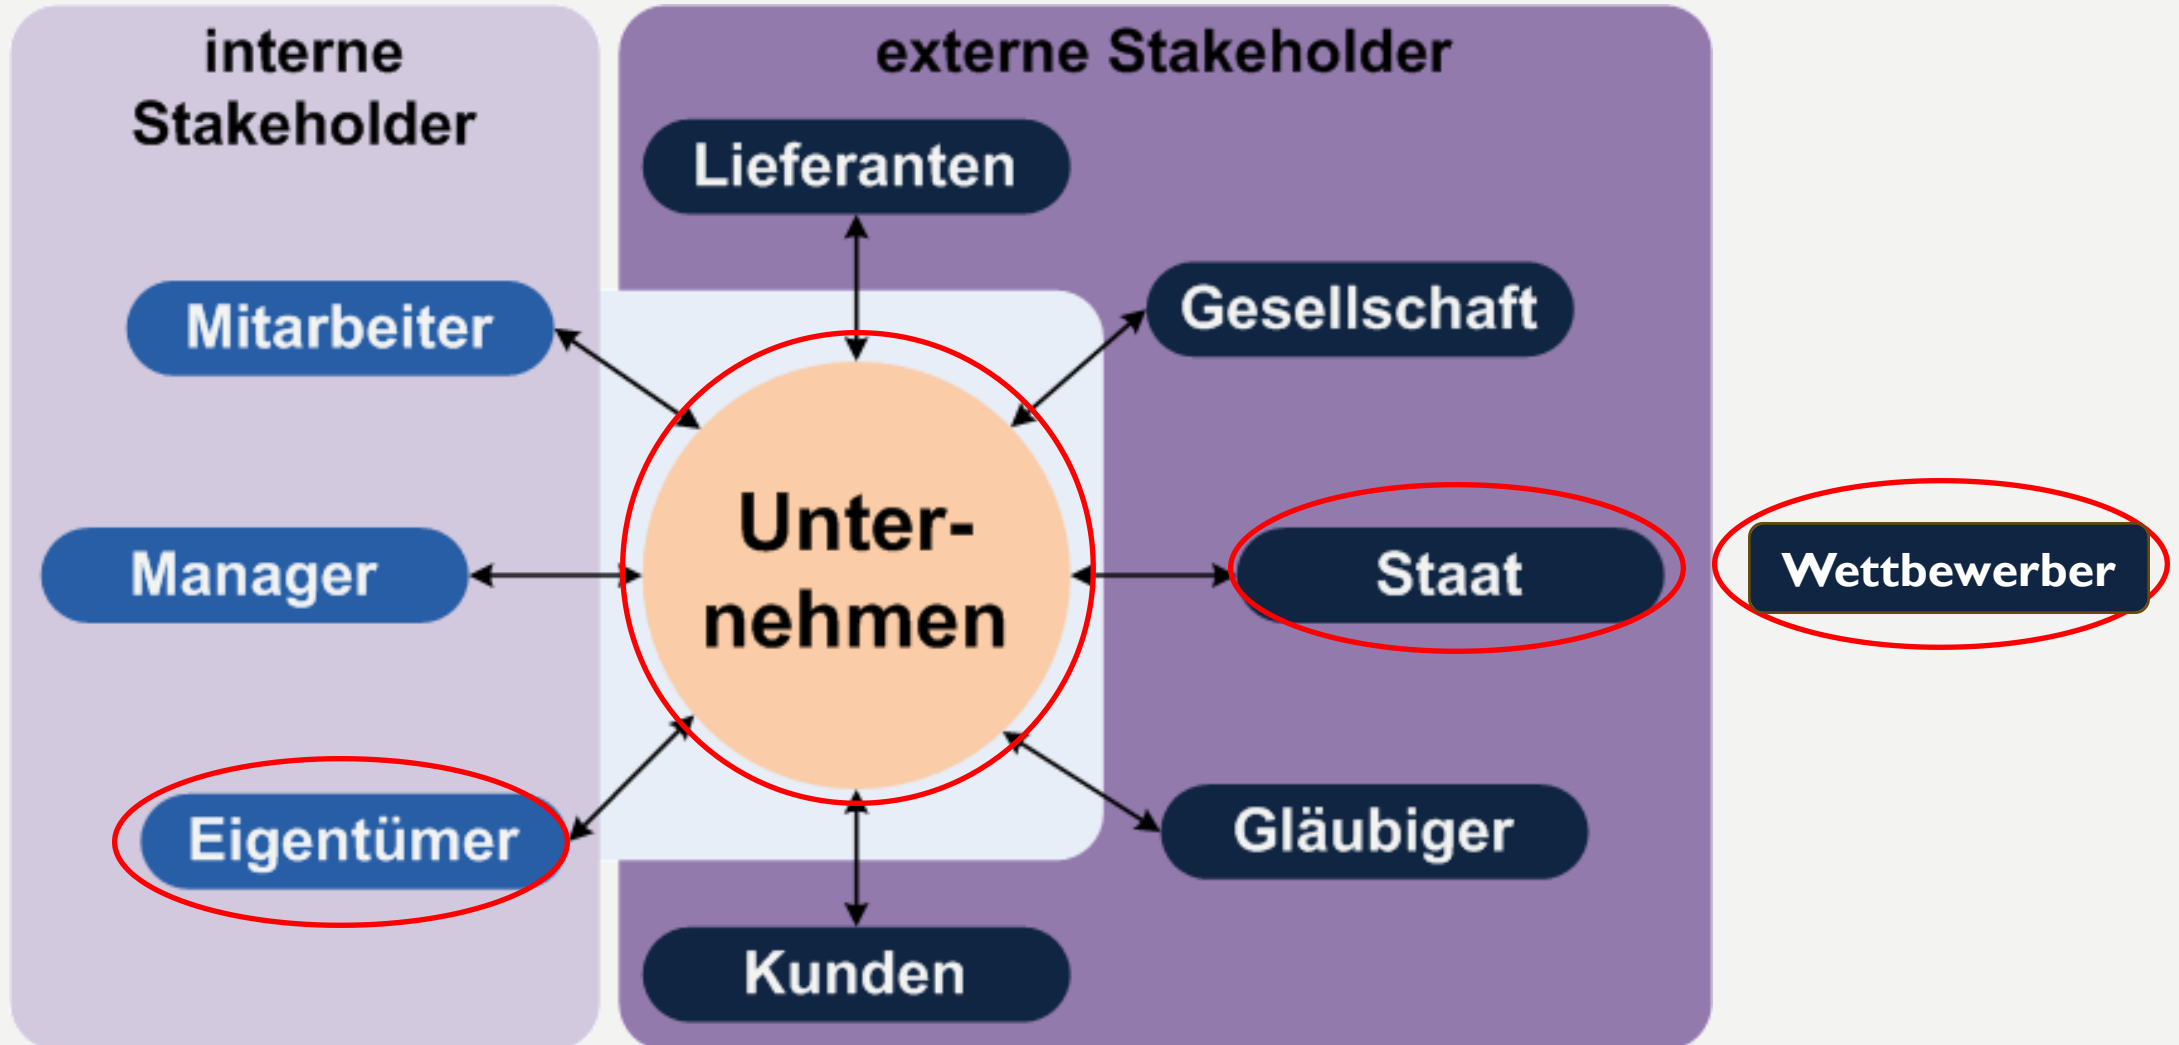 interne
Stakeholder
externe Stakeholder
Lieferanten
Gesellschaft
Mitarbeiter
Unter-
nehmen
Manager
Staat
Wettbewerber
Eigentümer
Gläubiger
Kunden